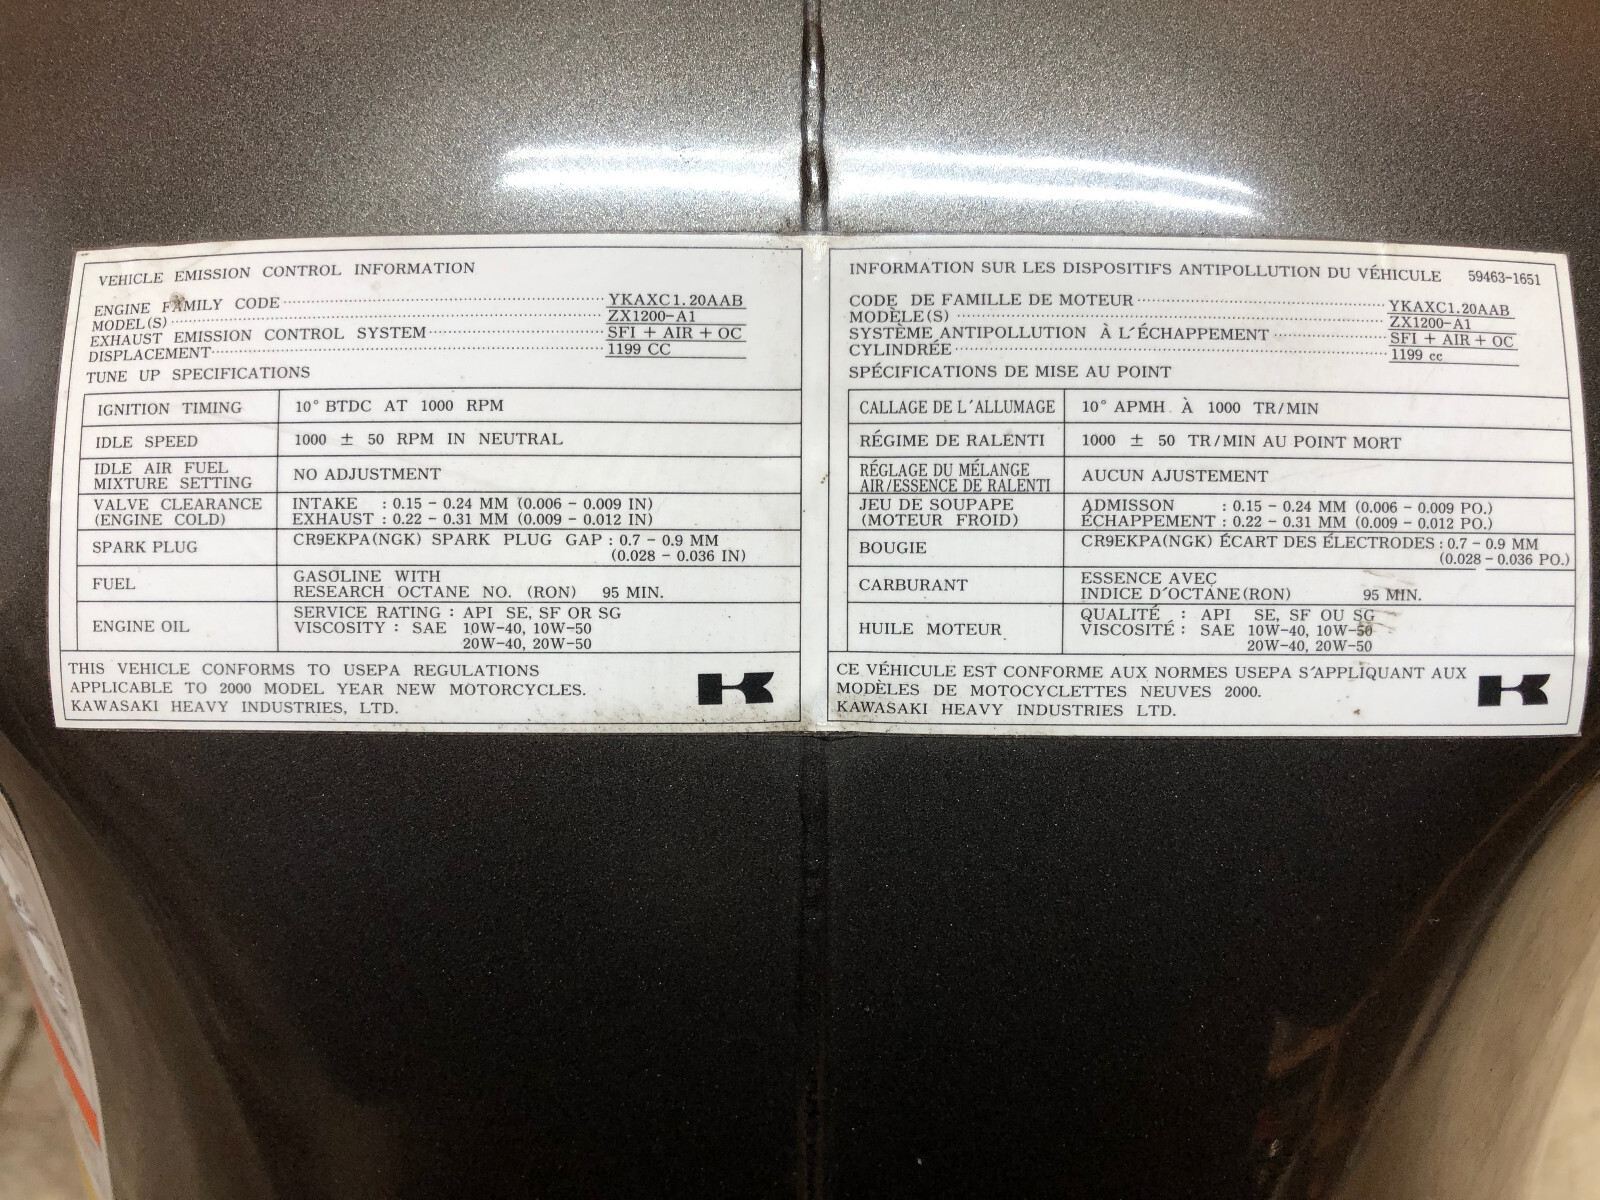 VEHICLE EMISSION CONTROL INFORMATION
ENGINE FAMILY CODE YKAXC1.20AAB
MODEL(S) ZX1200-A1
EXHAUST EMISSION CONTROL SYSTEM SFI + AIR + OC
DISPLACEMENT 1199 CC
TUNE UP SPECIFICATIONS
IGNITION TIMING 10° BTDC AT 1000 RPM
IDLE SPEED 1000 ± 50 RPM IN NEUTRAL
IDLE AIR FUEL
MIXTURE SETTING NO ADJUSTMENT
VALVE CLEARANCE INTAKE : 0.15 - 0.24 MM (0.006 - 0.009 IN)
(ENGINE COLD) EXHAUST : 0.22 - 0.31 MM (0.009 - 0.012 IN)
SPARK PLUG CR9EKPA(NGK) SPARK PLUG GAP : 0.7 - 0.9 MM
(0.028 - 0.036 IN)
FUEL GASOLINE WITH
RESEARCH OCTANE NO. (RON) 95 MIN.
ENGINE OIL SERVICE RATING : API SE, SF OR SG
VISCOSITY : SAE 10W-40, 10W-50
20W-40, 20W-50
THIS VEHICLE CONFORMS TO USEPA REGULATIONS
APPLICABLE TO 2000 MODEL YEAR NEW MOTORCYCLES.
KAWASAKI HEAVY INDUSTRIES, LTD.
INFORMATION SUR LES DISPOSITIFS ANTIPOLLUTION DU VÉHICULE 59463-1651
CODE DE FAMILLE DE MOTEUR YKAXC1.20AAB
MODÈLE(S) ZX1200-A1
SYSTÈME ANTIPOLLUTION À L´ÉCHAPPEMENT SFI + AIR + OC
CYLINDRÉE 1199 cc
SPÉCIFICATIONS DE MISE AU POINT
CALLAGE DE L´ALLUMAGE 10° APMH À 1000 TR/MIN
RÉGIME DE RALENTI 1000 ± 50 TR/MIN AU POINT MORT
RÉGLAGE DU MÉLANGE
AIR/ESSENCE DE RALENTI AUCUN AJUSTEMENT
JEU DE SOUPAPE ADMISSON : 0.15 - 0.24 MM (0.006 - 0.009 PO.)
(MOTEUR FROID) ÉCHAPPEMENT : 0.22 - 0.31 MM (0.009 - 0.012 PO.)
BOUGIE CR9EKPA(NGK) ÉCART DES ÉLECTRODES : 0.7 - 0.9 MM
(0.028 - 0.036 PO.)
CARBURANT ESSENCE AVEC
INDICE D´OCTANE(RON) 95 MIN.
HUILE MOTEUR QUALITÉ : API SE, SF OU SG
VISCOSITÉ : SAE 10W-40, 10W-50
20W-40, 20W-50
CE VÉHICULE EST CONFORME AUX NORMES USEPA S´APPLIQUANT AUX
MODÈLES DE MOTOCYCLETTES NEUVES 2000.
KAWASAKI HEAVY INDUSTRIES LTD.